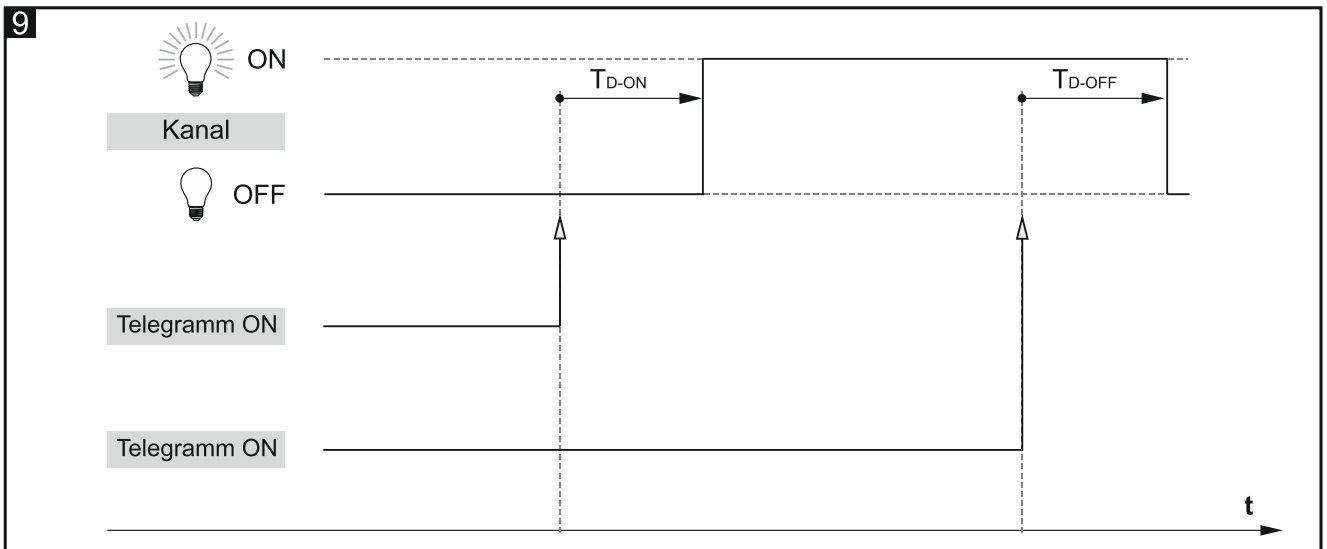 9
ON
TD-ON
TD-OFF
Kanal
OFF
Telegramm ON
Telegramm ON
t